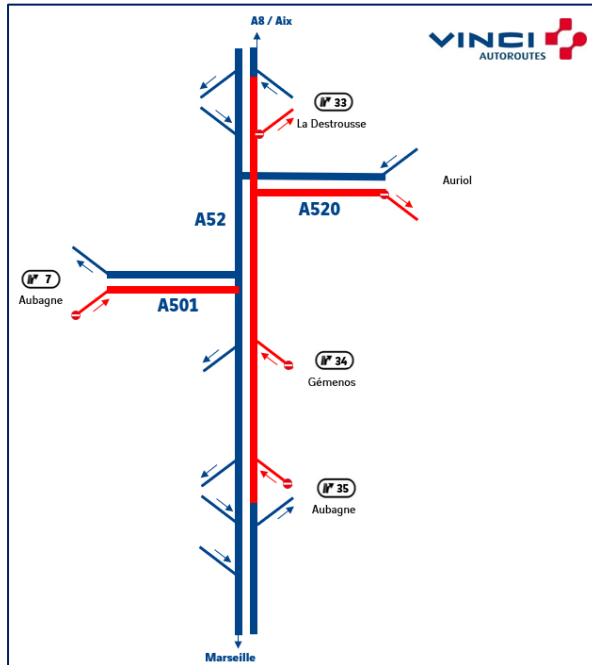 A8 / Aix
VINCI
AUTOROUTES
33
La Destrousse
Auriol
A52
A520
7
Aubagne
A501
34
Gémenos
35
Aubagne
Marseille